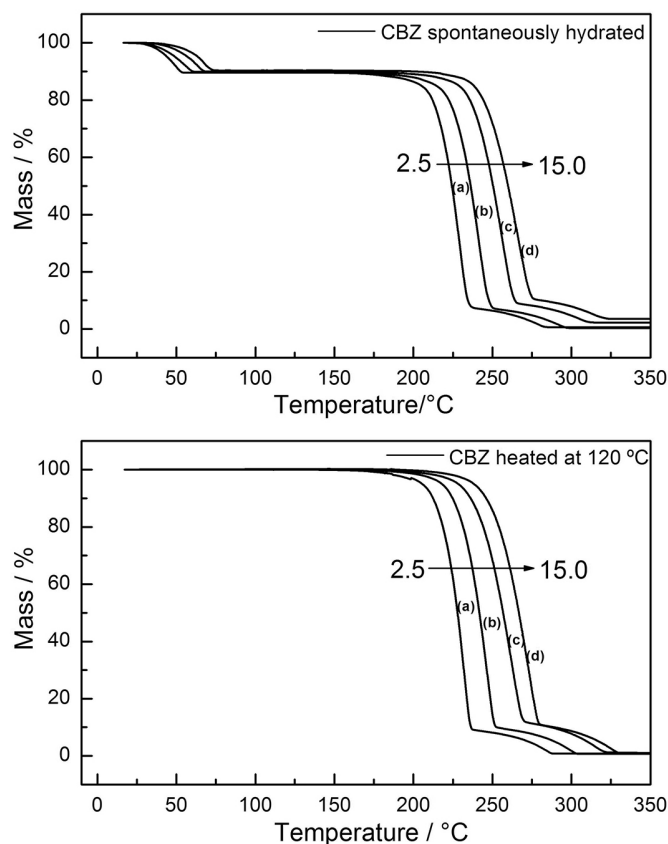 CBZ spontaneously hydrated
100
80
60
40
20
0
Mass / %
2.5
15.0
(a)
(b)
(c)
(d)
0 50 100 150 200 250 300 350
Temperature/°C
CBZ heated at 120 ºC
100
80
60
40
20
0
Mass / %
2.5
15.0
(a)
(b)
(c)
(d)
0 50 100 150 200 250 300 350
Temperature / °C